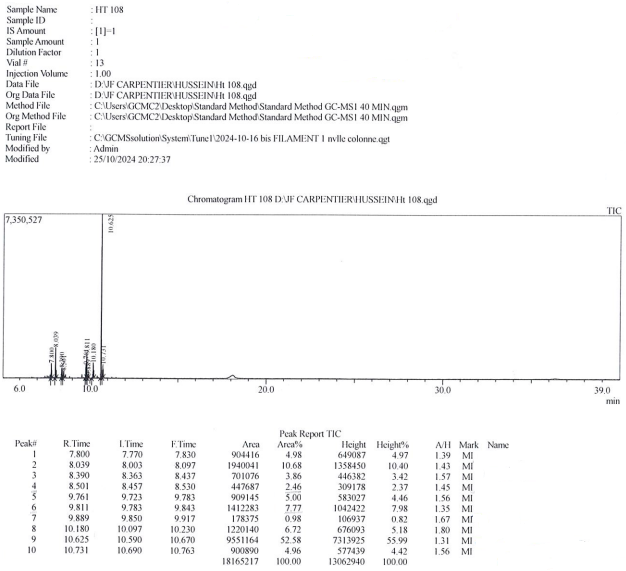 Sample Name : HT 108
Sample ID :
IS Amount : [1]=1
Sample Amount : 1
Dilution Factor : 1
Vial # : 13
Injection Volume : 1.00
Data File : D:\JF CARPENTIER\HUSSEIN\Ht 108.qgd
Org Data File : D:\JF CARPENTIER\HUSSEIN\Ht 108.qgd
Method File : C:\Users\GCMC2\Desktop\Standard Method\Standard Method GC-MS1 40 MIN.qgm
Org Method File : C:\Users\GCMC2\Desktop\Standard Method\Standard Method GC-MS1 40 MIN.qgm
Report File :
Tuning File : C:\GCMSsolution\System\Tune1\2024-10-16 bis FILAMENT 1 nvlle colonne.qgt
Modified by : Admin
Modified : 25/10/2024 20:27:37
Chromatogram HT 108 D:\JF CARPENTIER\HUSSEIN\Ht 108.qgd
TIC
7,350,527
10.625
7.800
8.039
10.180
10.731
6.0 10.0 20.0 30.0 39.0
min
Peak Report TIC
Peak# R.Time I.Time F.Time Area Area% Height Height% A/H Mark Name
1 7.800 7.770 7.830 904416 4.98 649087 4.97 1.39 MI
2 8.039 8.003 8.097 1940041 10.68 1358450 10.40 1.43 MI
3 8.390 8.363 8.437 701076 3.86 446382 3.42 1.57 MI
4 8.501 8.457 8.530 447687 2.46 309178 2.37 1.45 MI
5 9.761 9.723 9.783 909145 5.00 583027 4.46 1.56 MI
6 9.811 9.783 9.843 1412283 7.77 1042422 7.98 1.35 MI
7 9.889 9.850 9.917 178375 0.98 106937 0.82 1.67 MI
8 10.180 10.097 10.230 1220140 6.72 676093 5.18 1.80 MI
9 10.625 10.590 10.670 9551164 52.58 7313925 55.99 1.31 MI
10 10.731 10.690 10.763 900890 4.96 577439 4.42 1.56 MI
18165217 100.00 13062940 100.00